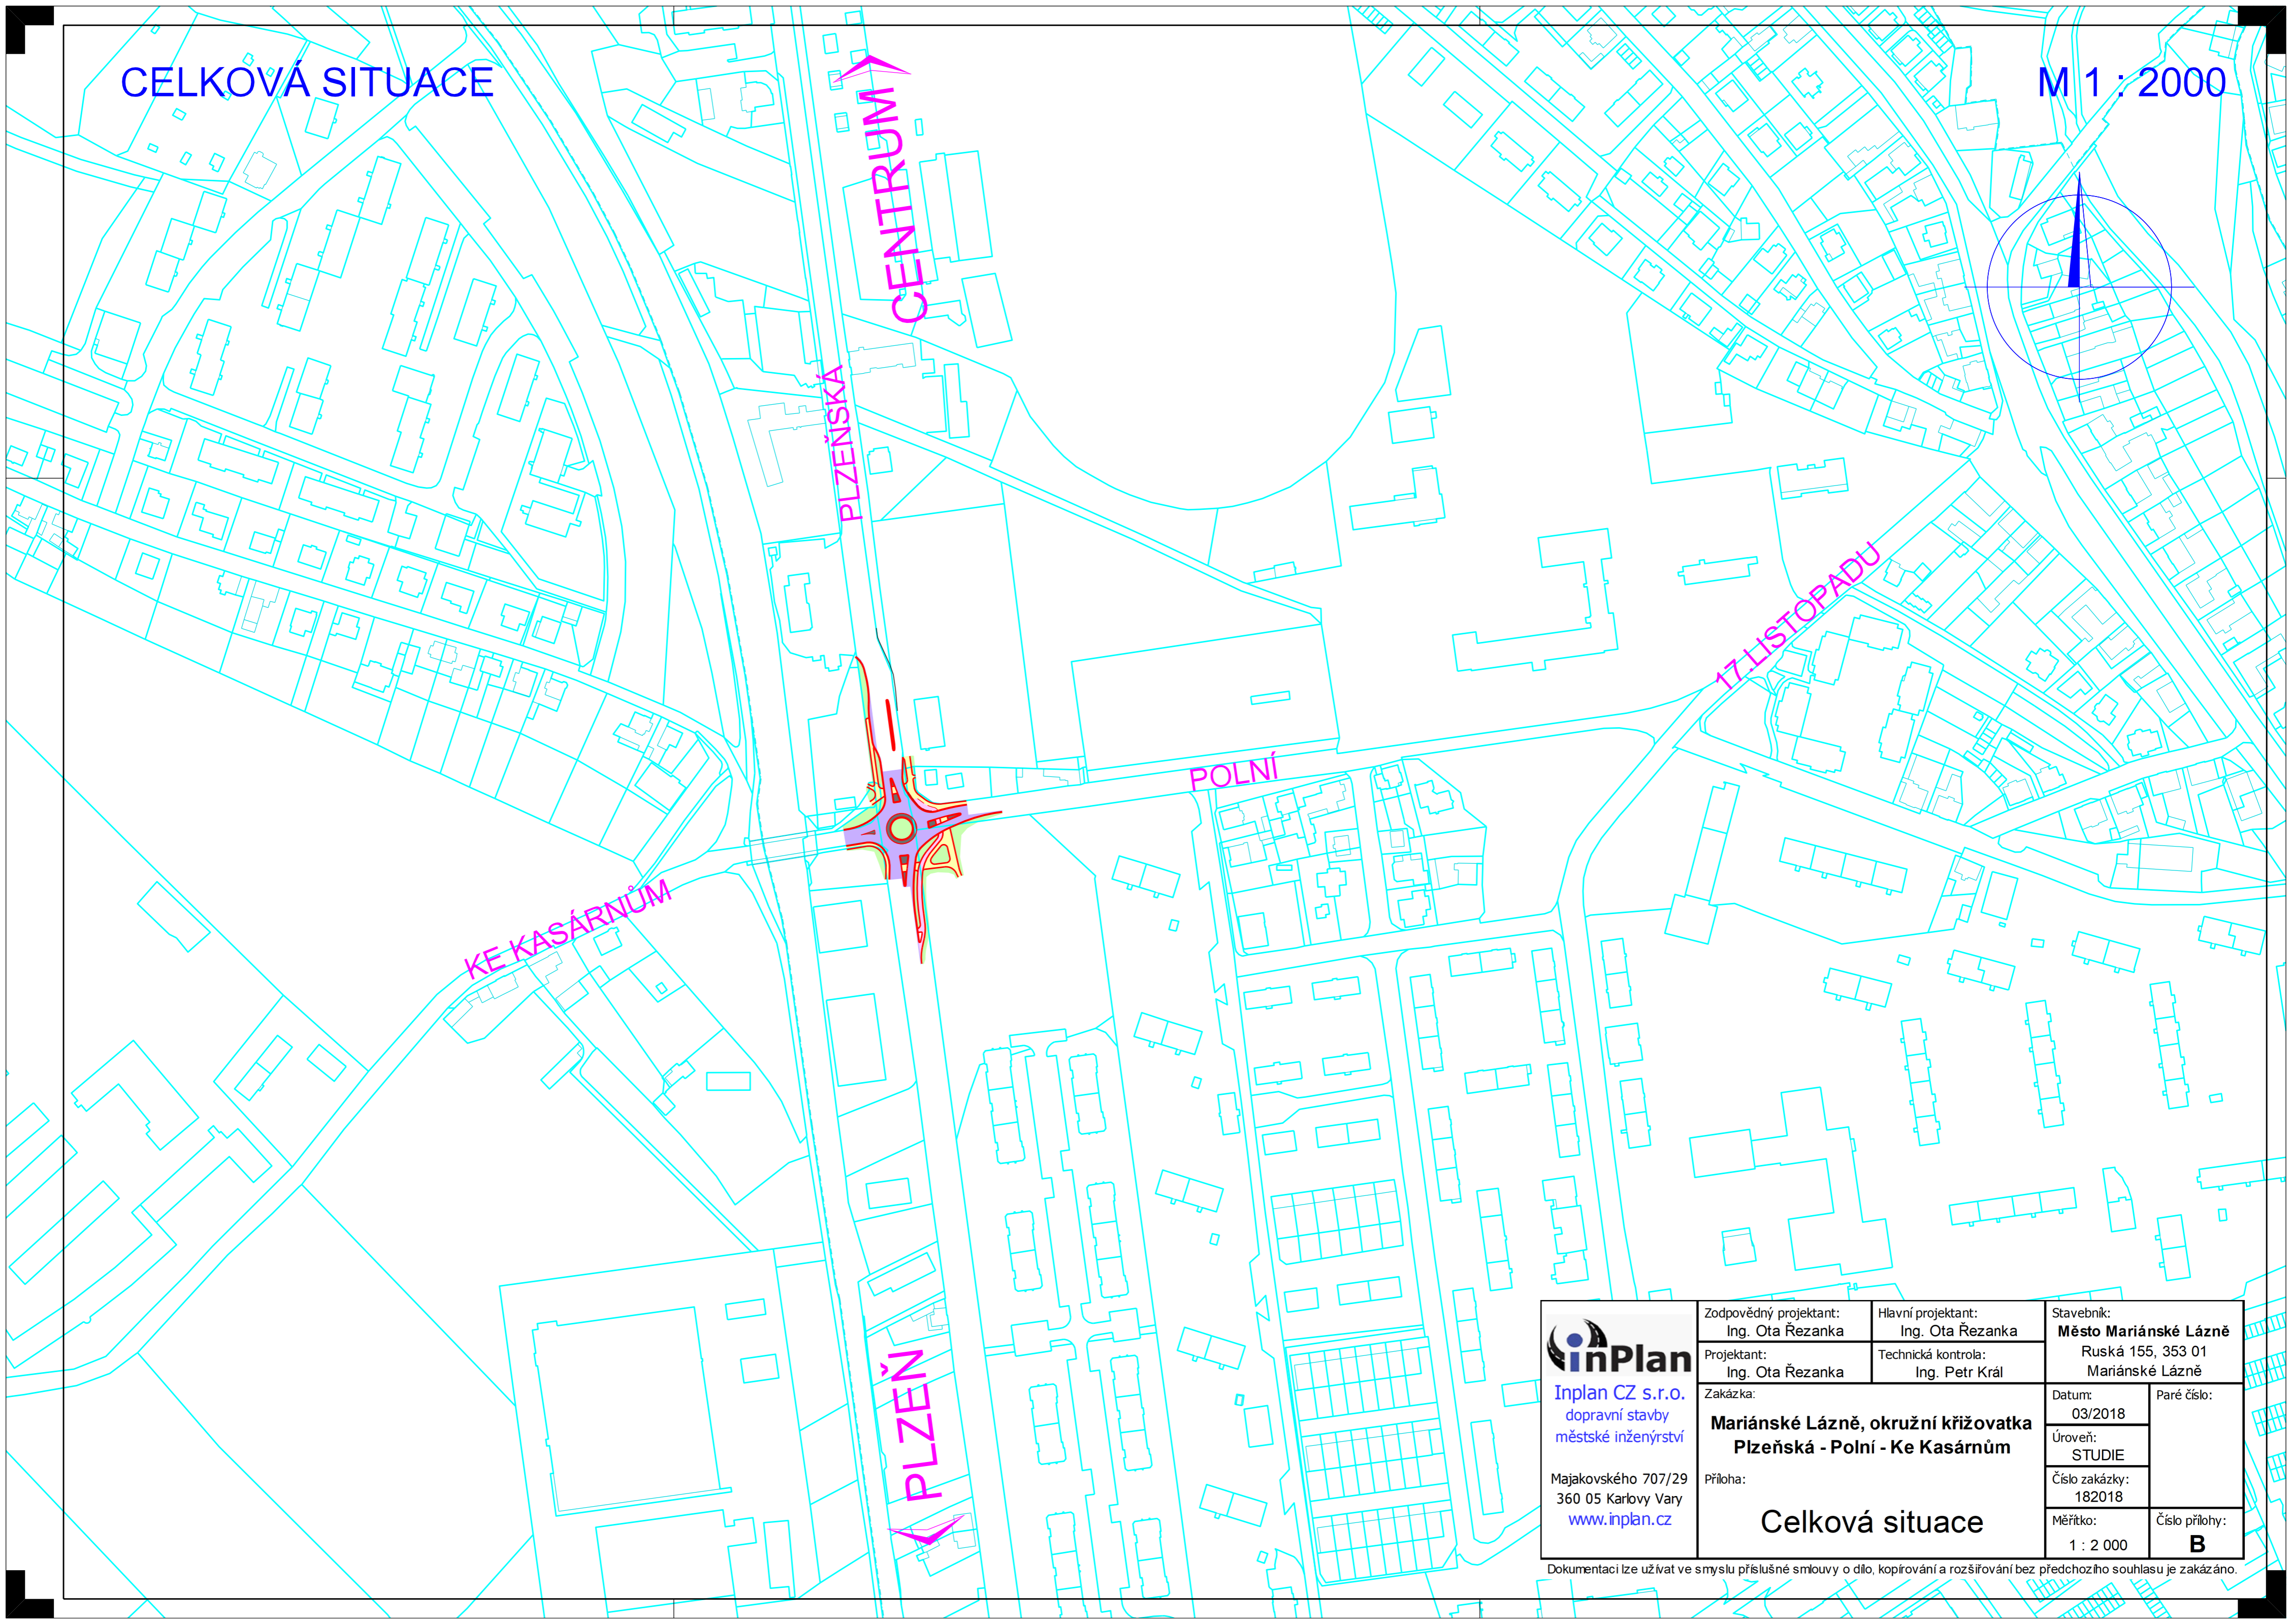 CELKOVÁ SITUACE
M 1 : 2000
CENTRUM
PLZEŇSKÁ
17.LISTOPADU
POLNÍ
KE KASÁRNŮM
PLZEŇ
inPlan
Inplan CZ s.r.o.
dopravní stavby
městské inženýrství
Majakovského 707/29
360 05 Karlovy Vary
www.inplan.cz
Zodpovědný projektant:
Ing. Ota Řezanka
Hlavní projektant:
Ing. Ota Řezanka
Projektant:
Ing. Ota Řezanka
Technická kontrola:
Ing. Petr Král
Stavebník:
Město Mariánské Lázně
Ruská 155, 353 01
Mariánské Lázně
Zakázka:
Mariánské Lázně, okružní křižovatka
Plzeňská - Polní - Ke Kasárnům
Příloha:
Celková situace
Datum:
03/2018
Paré číslo:
Úroveň:
STUDIE
Číslo zakázky:
182018
Měřítko:
1 : 2 000
Číslo přílohy:
B
Dokumentaci lze užívat ve smyslu příslušné smlouvy o dílo, kopírování a rozšiřování bez předchozího souhlasu je zakázáno.